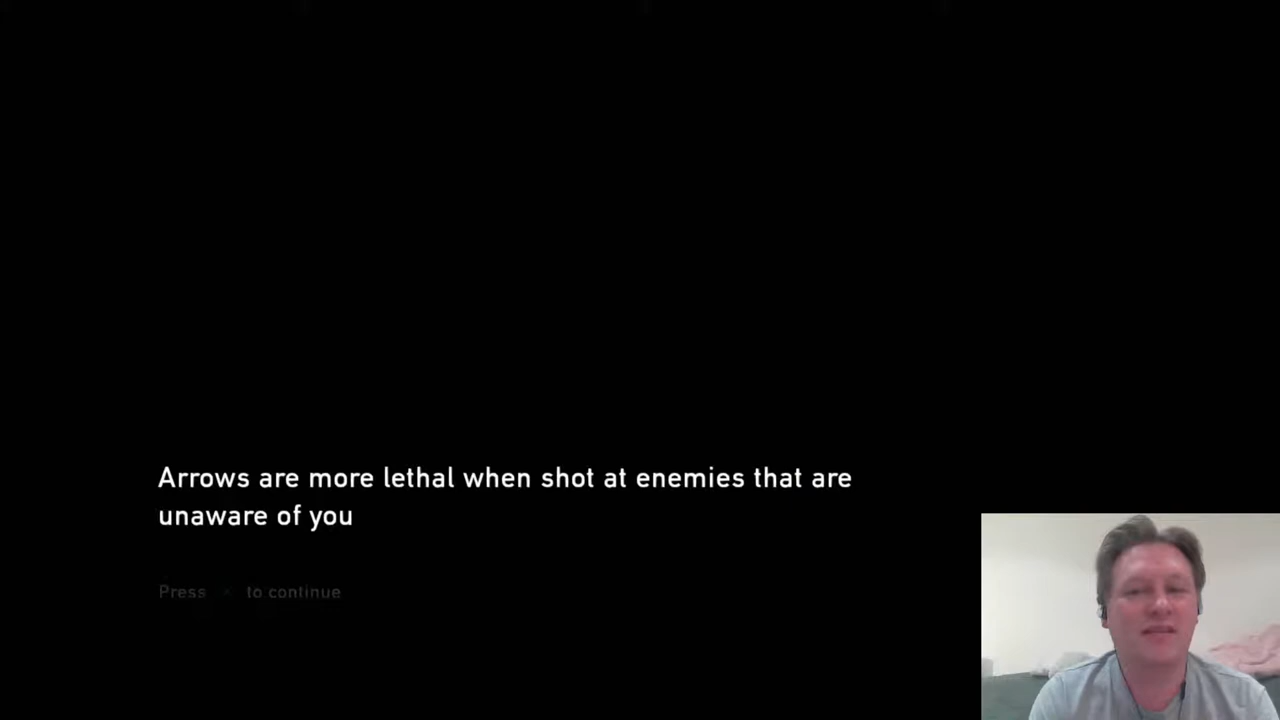 Arrows are more lethal when shot at enemies that are
unaware of you
Press × to continue